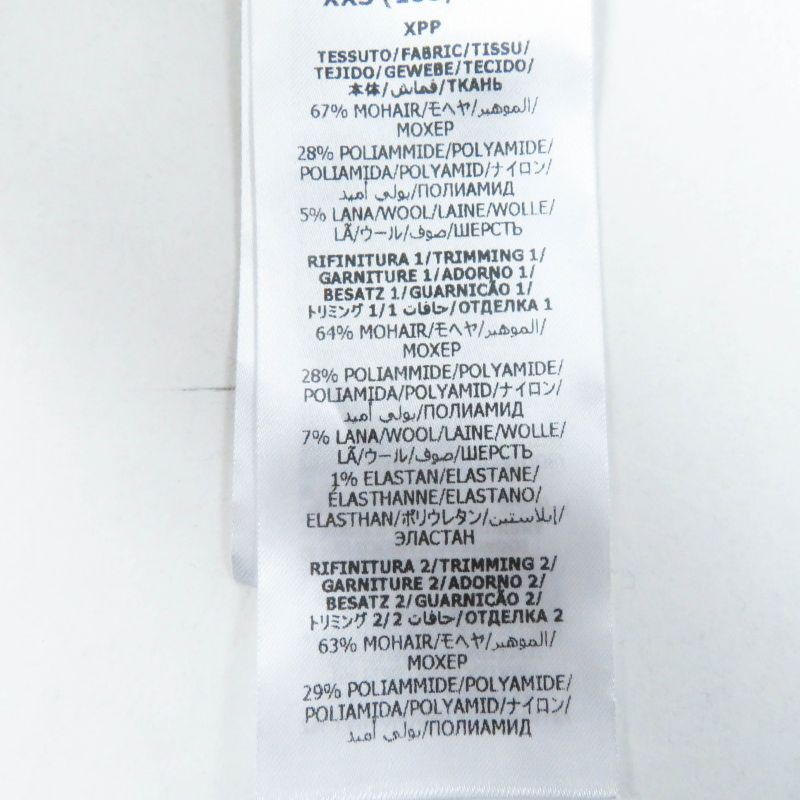 XPP
TESSUTO/FABRIC/TISSU/
TEJIDO/GEWEBE/TECIDO/
本体/قماش/ТКАНЬ
67% MOHAIR/モヘヤ/الموهير/
МОХЕР
28% POLIAMMIDE/POLYAMIDE/
POLIAMIDA/POLYAMID/ナイロン/
بولي أميد/ПОЛИАМИД
5% LANA/WOOL/LAINE/WOLLE/
LÃ/ウール/صوف/ШЕРСТЬ
RIFINITURA 1/TRIMMING 1/
GARNITURE 1/ADORNO 1/
BESATZ 1/GUARNIÇÃO 1/
トリミング 1/1 حافات/ОТДЕЛКА 1
64% MOHAIR/モヘヤ/الموهير/
МОХЕР
28% POLIAMMIDE/POLYAMIDE/
POLIAMIDA/POLYAMID/ナイロン/
بولي أميد/ПОЛИАМИД
7% LANA/WOOL/LAINE/WOLLE/
LÃ/ウール/صوف/ШЕРСТЬ
1% ELASTAN/ELASTANE/
ÉLASTHANNE/ELASTANO/
ELASTHAN/ポリウレタン/إيلاستين/
ЭЛАСТАН
RIFINITURA 2/TRIMMING 2/
GARNITURE 2/ADORNO 2/
BESATZ 2/GUARNIÇÃO 2/
トリミング 2/2 حافات/ОТДЕЛКА 2
63% MOHAIR/モヘヤ/الموهير/
МОХЕР
29% POLIAMMIDE/POLYAMIDE/
POLIAMIDA/POLYAMID/ナイロン/
بولي أميد/ПОЛИАМИД